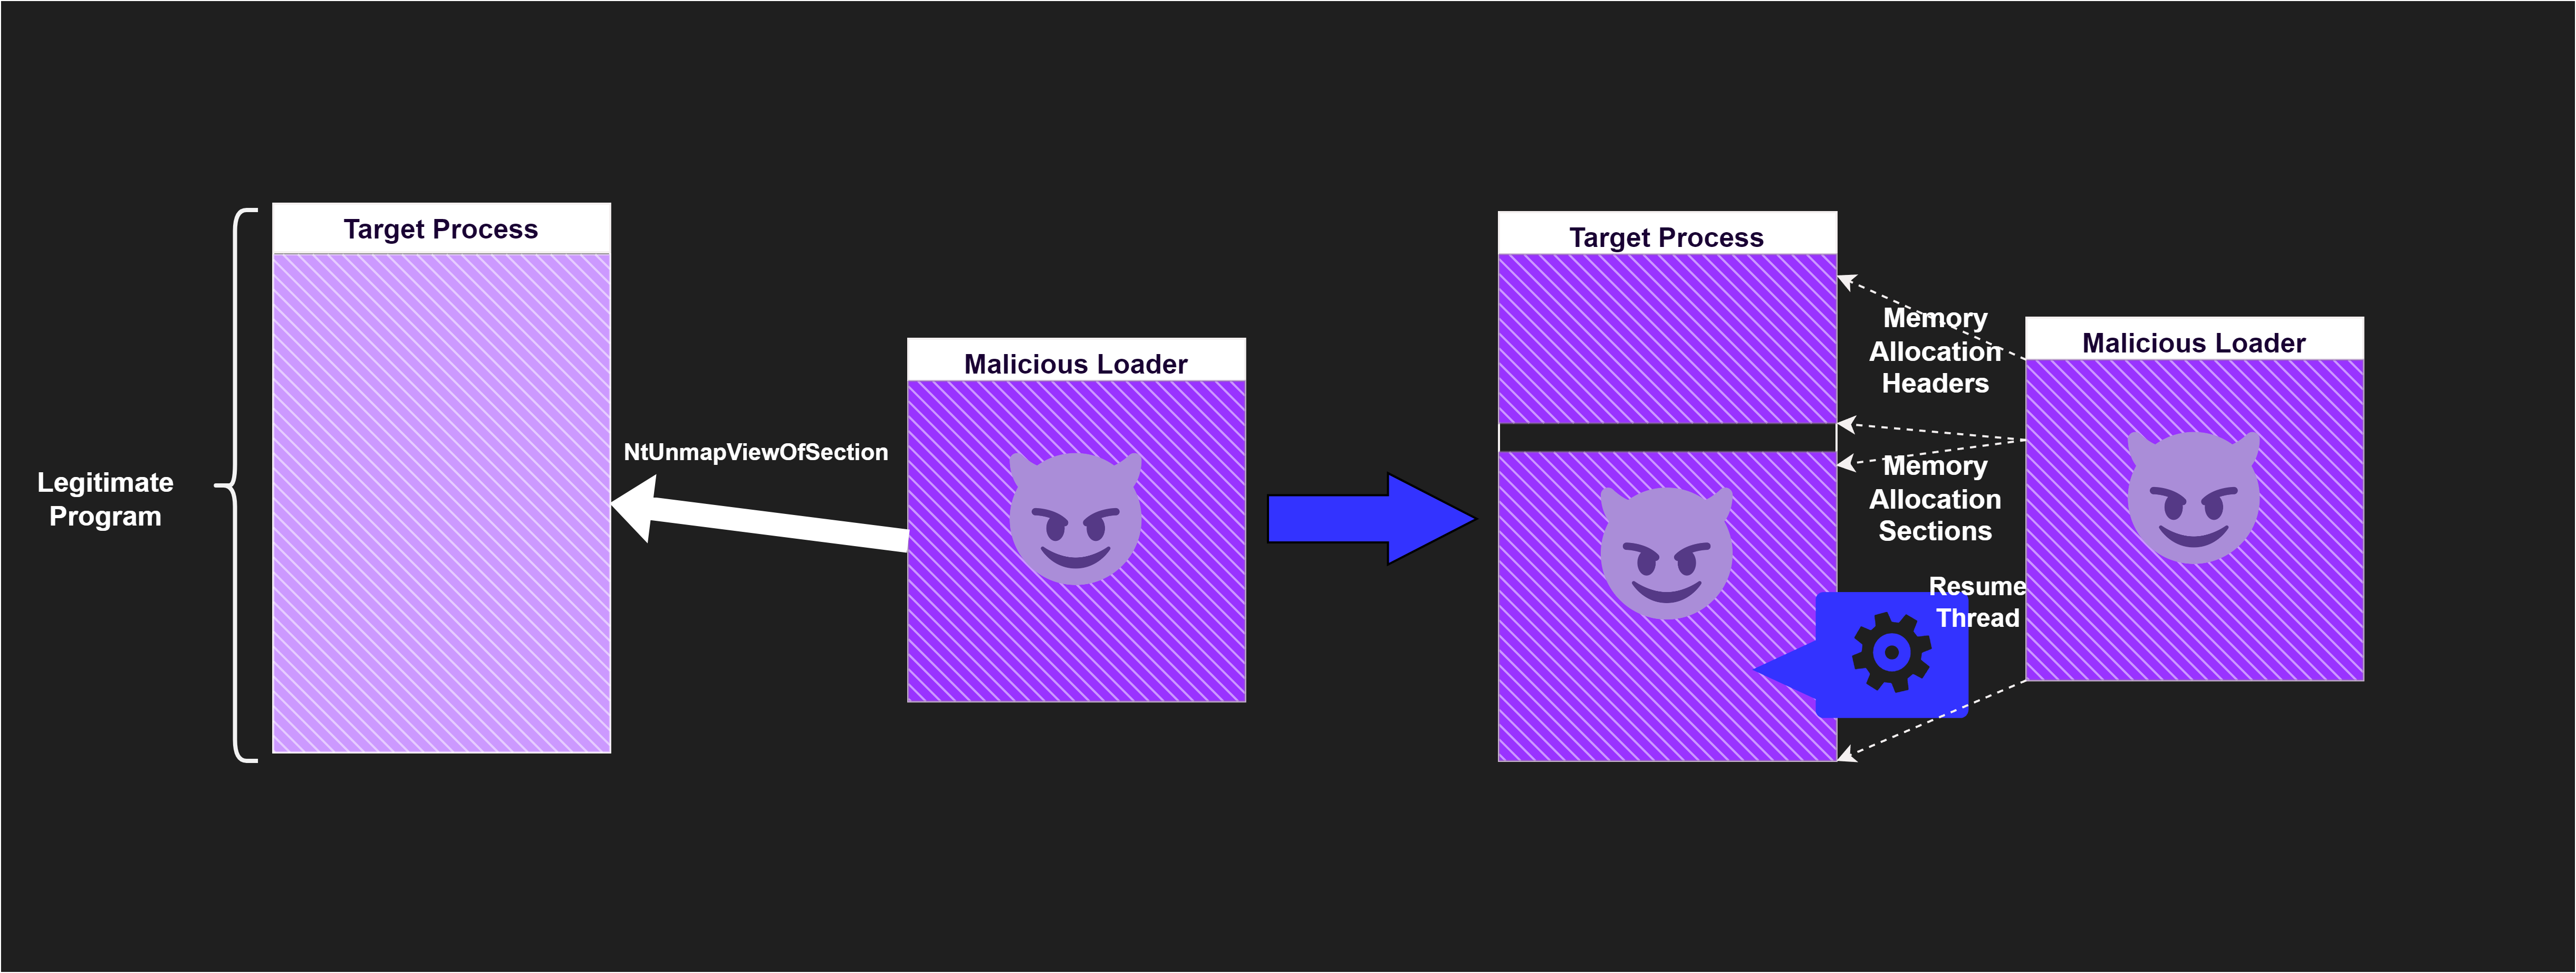 Legitimate
Program
Target Process
NtUnmapViewOfSection
Malicious Loader
Target Process
Memory
Allocation
Headers
Memory
Allocation
Sections
Resume
Thread
Malicious Loader